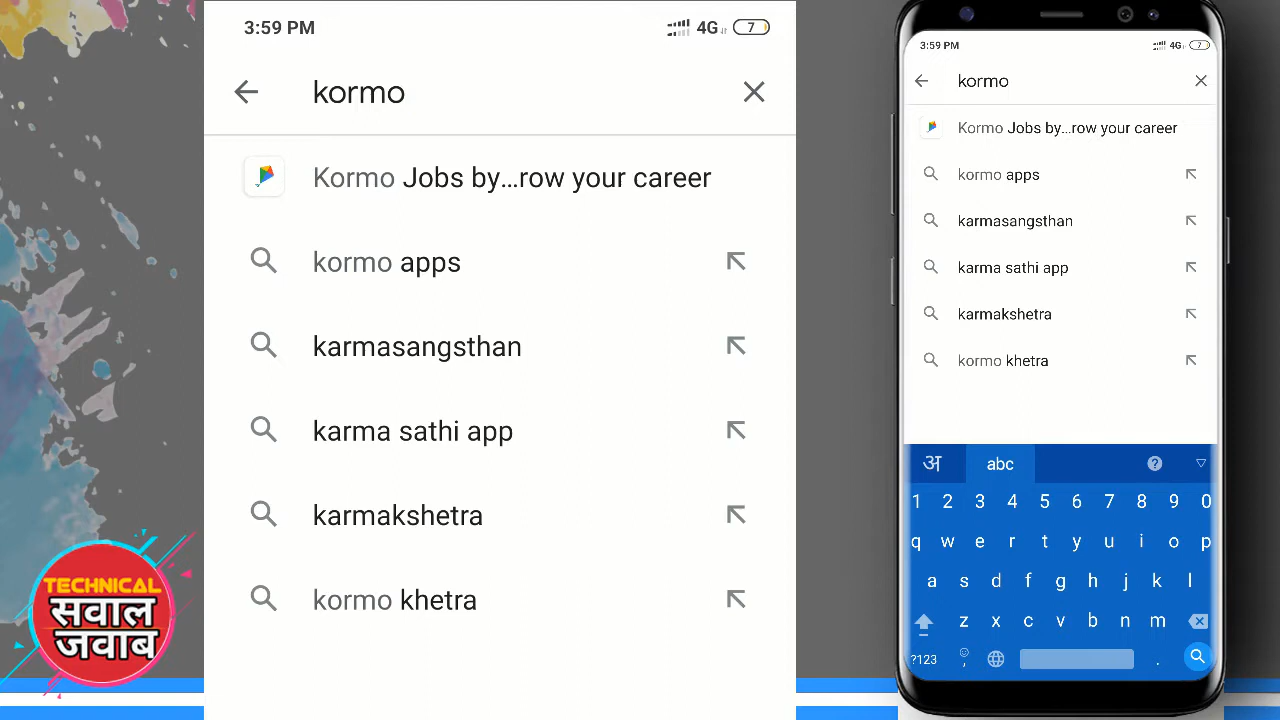 3:59 PM
4G
7
kormo
Kormo Jobs by...row your career
kormo apps
karmasangsthan
karma sathi app
karmakshetra
kormo khetra
TECHNICAL
सवाल
जवाब
3:59 PM
4G
7
kormo
Kormo Jobs by...row your career
kormo apps
karmasangsthan
karma sathi app
karmakshetra
kormo khetra
अ abc ?
1 2 3 4 5 6 7 8 9 0
q w e r t y u i o p
a s d f g h j k l
z x c v b n m
?123 , .